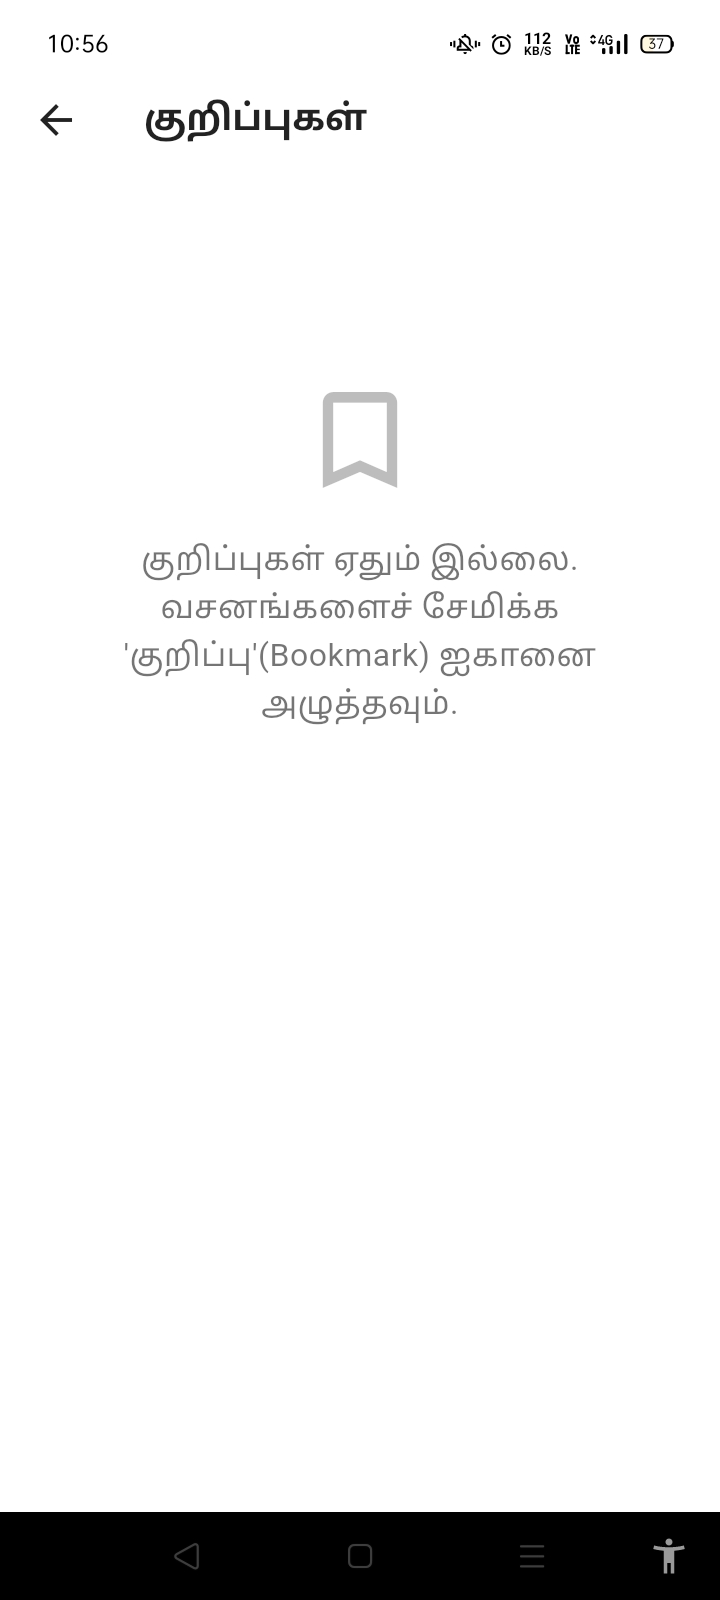 10:56
112
KB/S
Vo
LTE
4G
37
குறிப்புகள்
குறிப்புகள் ஏதும் இல்லை.
வசனங்களைச் சேமிக்க
'குறிப்பு'(Bookmark) ஐகானை
அழுத்தவும்.